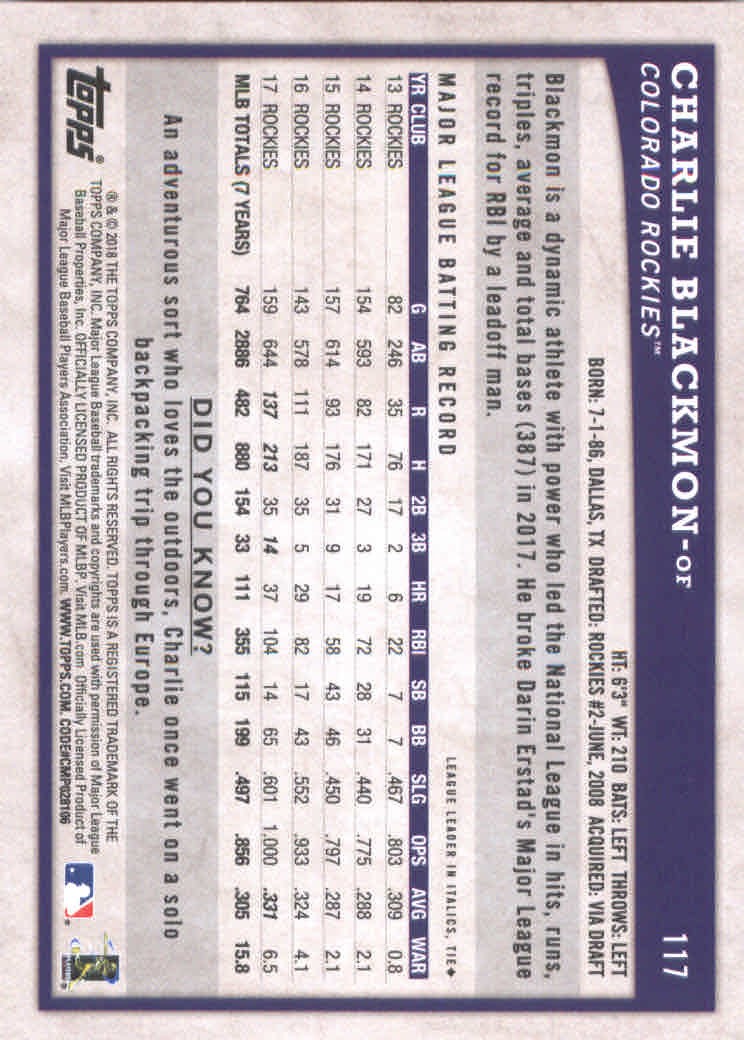 CHARLIE BLACKMON-OF
117
COLORADO ROCKIES™
HT: 6'3" WT: 210 BATS: LEFT THROWS: LEFT
BORN: 7-1-86, DALLAS, TX DRAFTED: ROCKIES #2-JUNE, 2008 ACQUIRED: VIA DRAFT
Blackmon is a dynamic athlete with power who led the National League in hits, runs,
triples, average and total bases (387) in 2017. He broke Darin Erstad's Major League
record for RBI by a leadoff man.
MAJOR LEAGUE BATTING RECORD
LEAGUE LEADER IN ITALICS, TIE♦
YR CLUB G AB R H 2B 3B HR RBI SB BB SLG OPS AVG WAR
13 ROCKIES 82 246 35 76 17 2 6 22 7 7 .467 .803 .309 0.8
14 ROCKIES 154 593 82 171 27 3 19 72 28 31 .440 .775 .288 2.1
15 ROCKIES 157 614 93 176 31 9 17 58 43 46 .450 .797 .287 2.1
16 ROCKIES 143 578 111 187 35 5 29 82 17 43 .552 .933 .324 4.1
17 ROCKIES 159 644 137 213 35 14 37 104 14 65 .601 1.000 .331 6.5
MLB TOTALS (7 YEARS) 764 2886 482 880 154 33 111 355 115 199 .497 .856 .305 15.8
DID YOU KNOW?
An adventurous sort who loves the outdoors, Charlie once went on a solo
backpacking trip through Europe.
topps®
® & © 2018 THE TOPPS COMPANY, INC. ALL RIGHTS RESERVED. TOPPS IS A REGISTERED TRADEMARK OF THE
TOPPS COMPANY, INC. Major League Baseball trademarks and copyrights are used with permission of Major League
Baseball Properties, Inc. OFFICIALLY LICENSED PRODUCT OF MLBP. Visit MLB.com. Officially Licensed Product of
Major League Baseball Players Association. Visit MLBPlayers.com. WWW.TOPPS.COM. CODE#CMP028166